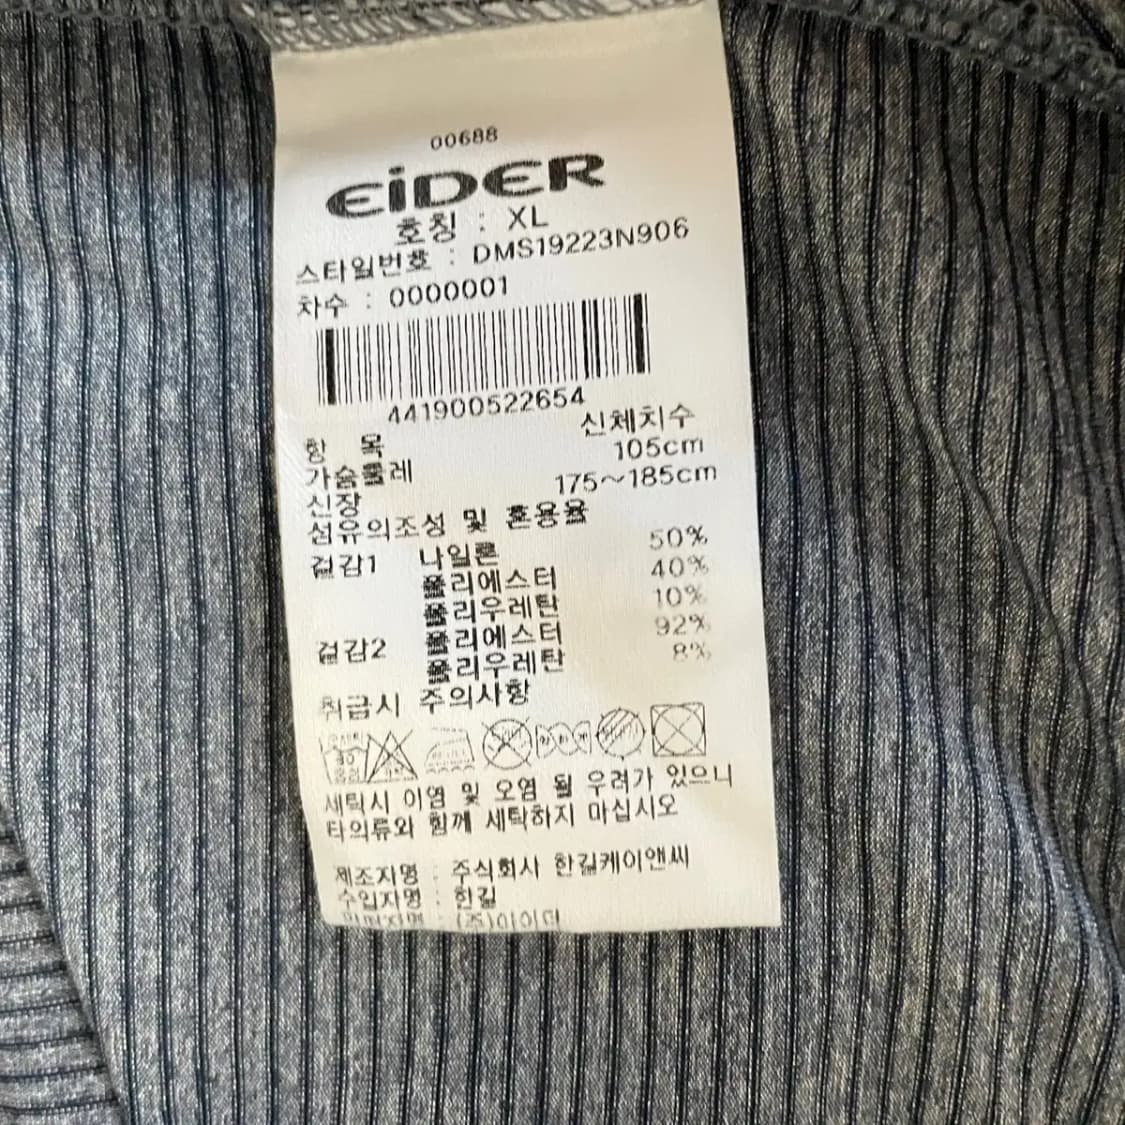 00688
EiDER
호칭 : XL
스타일번호 : DMS19223N906
차수 : 0000001
441900522654
항 목 신체치수
가슴둘레 105cm
신장 175~185cm
섬유의조성 및 혼용율
겉감1 나일론 50%
폴리에스터 40%
폴리우레탄 10%
겉감2 폴리에스터 92%
폴리우레탄 8%
취급시 주의사항
세탁시 이염 및 오염 될 우려가 있으니
타의류와 함께 세탁하지 마십시오
제조자명 : 주식회사 한길케이앤씨
수입자명 : 한길
: (주)아이더